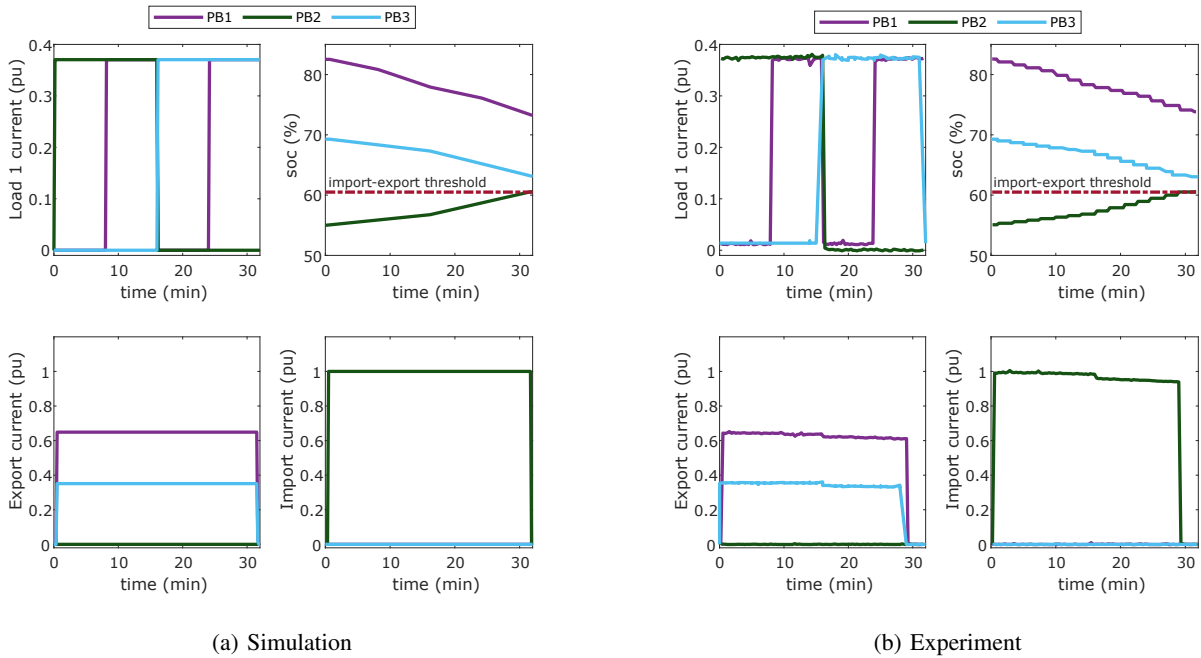 PB1 PB2 PB3
0.4
0.3
0.2
0.1
0
Load 1 current (pu)
0 10 20 30
time (min)
80
70
60
50
soc (%)
import-export threshold
0 10 20 30
time (min)
1
0.8
0.6
0.4
0.2
0
Export current (pu)
0 10 20 30
time (min)
1
0.8
0.6
0.4
0.2
0
Import current (pu)
0 10 20 30
time (min)
(a) Simulation
PB1 PB2 PB3
0.4
0.3
0.2
0.1
0
Load 1 current (pu)
0 10 20 30
time (min)
80
70
60
50
soc (%)
import-export threshold
0 10 20 30
time (min)
1
0.8
0.6
0.4
0.2
0
Export current (pu)
0 10 20 30
time (min)
1
0.8
0.6
0.4
0.2
0
Import current (pu)
0 10 20 30
time (min)
(b) Experiment